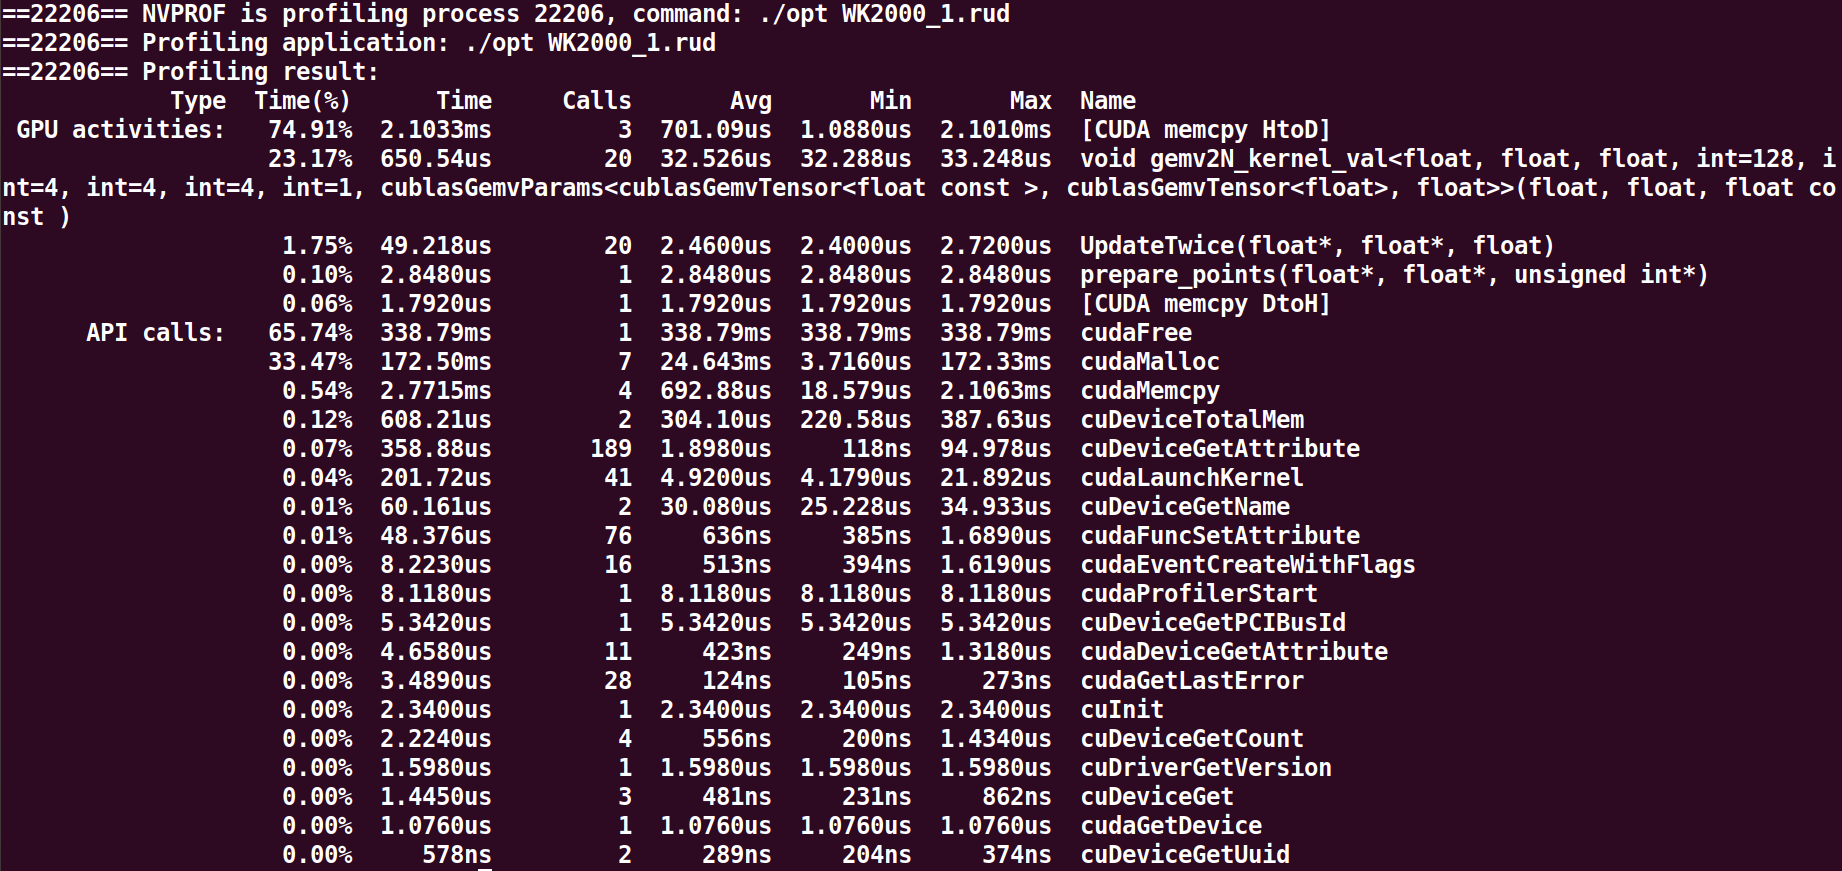 ==22206== NVPROF is profiling process 22206, command: ./opt WK2000_1.rud
==22206== Profiling application: ./opt WK2000_1.rud
==22206== Profiling result:
            Type  Time(%)      Time     Calls       Avg       Min       Max  Name
 GPU activities:   74.91%  2.1033ms         3  701.09us  1.0880us  2.1010ms  [CUDA memcpy HtoD]
                   23.17%  650.54us        20  32.526us  32.288us  33.248us  void gemv2N_kernel_val<float, float, float, int=128, i
nt=4, int=4, int=4, int=1, cublasGemvParams<cublasGemvTensor<float const >, cublasGemvTensor<float>, float>>(float, float, float co
nst )
                    1.75%  49.218us        20  2.4600us  2.4000us  2.7200us  UpdateTwice(float*, float*, float)
                    0.10%  2.8480us         1  2.8480us  2.8480us  2.8480us  prepare_points(float*, float*, unsigned int*)
                    0.06%  1.7920us         1  1.7920us  1.7920us  1.7920us  [CUDA memcpy DtoH]
      API calls:   65.74%  338.79ms         1  338.79ms  338.79ms  338.79ms  cudaFree
                   33.47%  172.50ms         7  24.643ms  3.7160us  172.33ms  cudaMalloc
                    0.54%  2.7715ms         4  692.88us  18.579us  2.1063ms  cudaMemcpy
                    0.12%  608.21us         2  304.10us  220.58us  387.63us  cuDeviceTotalMem
                    0.07%  358.88us       189  1.8980us     118ns  94.978us  cuDeviceGetAttribute
                    0.04%  201.72us        41  4.9200us  4.1790us  21.892us  cudaLaunchKernel
                    0.01%  60.161us         2  30.080us  25.228us  34.933us  cuDeviceGetName
                    0.01%  48.376us        76     636ns     385ns  1.6890us  cudaFuncSetAttribute
                    0.00%  8.2230us        16     513ns     394ns  1.6190us  cudaEventCreateWithFlags
                    0.00%  8.1180us         1  8.1180us  8.1180us  8.1180us  cudaProfilerStart
                    0.00%  5.3420us         1  5.3420us  5.3420us  5.3420us  cuDeviceGetPCIBusId
                    0.00%  4.6580us        11     423ns     249ns  1.3180us  cudaDeviceGetAttribute
                    0.00%  3.4890us        28     124ns     105ns     273ns  cudaGetLastError
                    0.00%  2.3400us         1  2.3400us  2.3400us  2.3400us  cuInit
                    0.00%  2.2240us         4     556ns     200ns  1.4340us  cuDeviceGetCount
                    0.00%  1.5980us         1  1.5980us  1.5980us  1.5980us  cuDriverGetVersion
                    0.00%  1.4450us         3     481ns     231ns     862ns  cuDeviceGet
                    0.00%  1.0760us         1  1.0760us  1.0760us  1.0760us  cudaGetDevice
                    0.00%     578ns         2     289ns     204ns     374ns  cuDeviceGetUuid